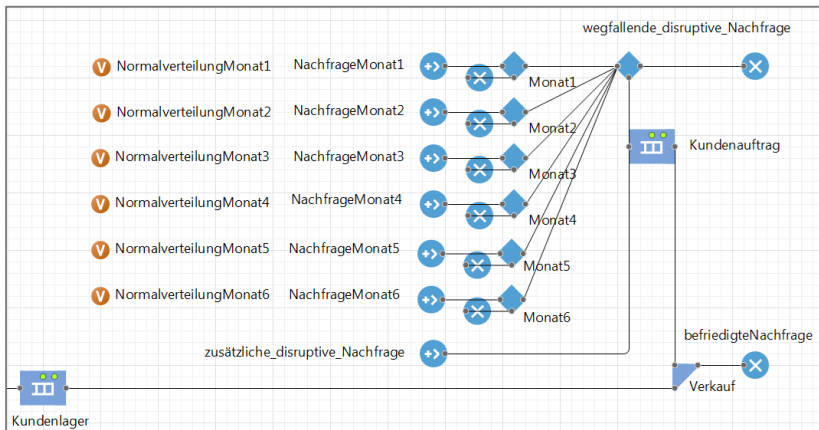 wegfallende_disruptive_Nachfrage
NormalverteilungMonat1 NachfrageMonat1
Monat1
NormalverteilungMonat2 NachfrageMonat2
Monat2
Kundenauftrag
NormalverteilungMonat3 NachfrageMonat3
Monat3
NormalverteilungMonat4 NachfrageMonat4
Monat4
NormalverteilungMonat5 NachfrageMonat5
Monat5
NormalverteilungMonat6 NachfrageMonat6
Monat6
befriedigteNachfrage
zusätzliche_disruptive_Nachfrage
Verkauf
Kundenlager